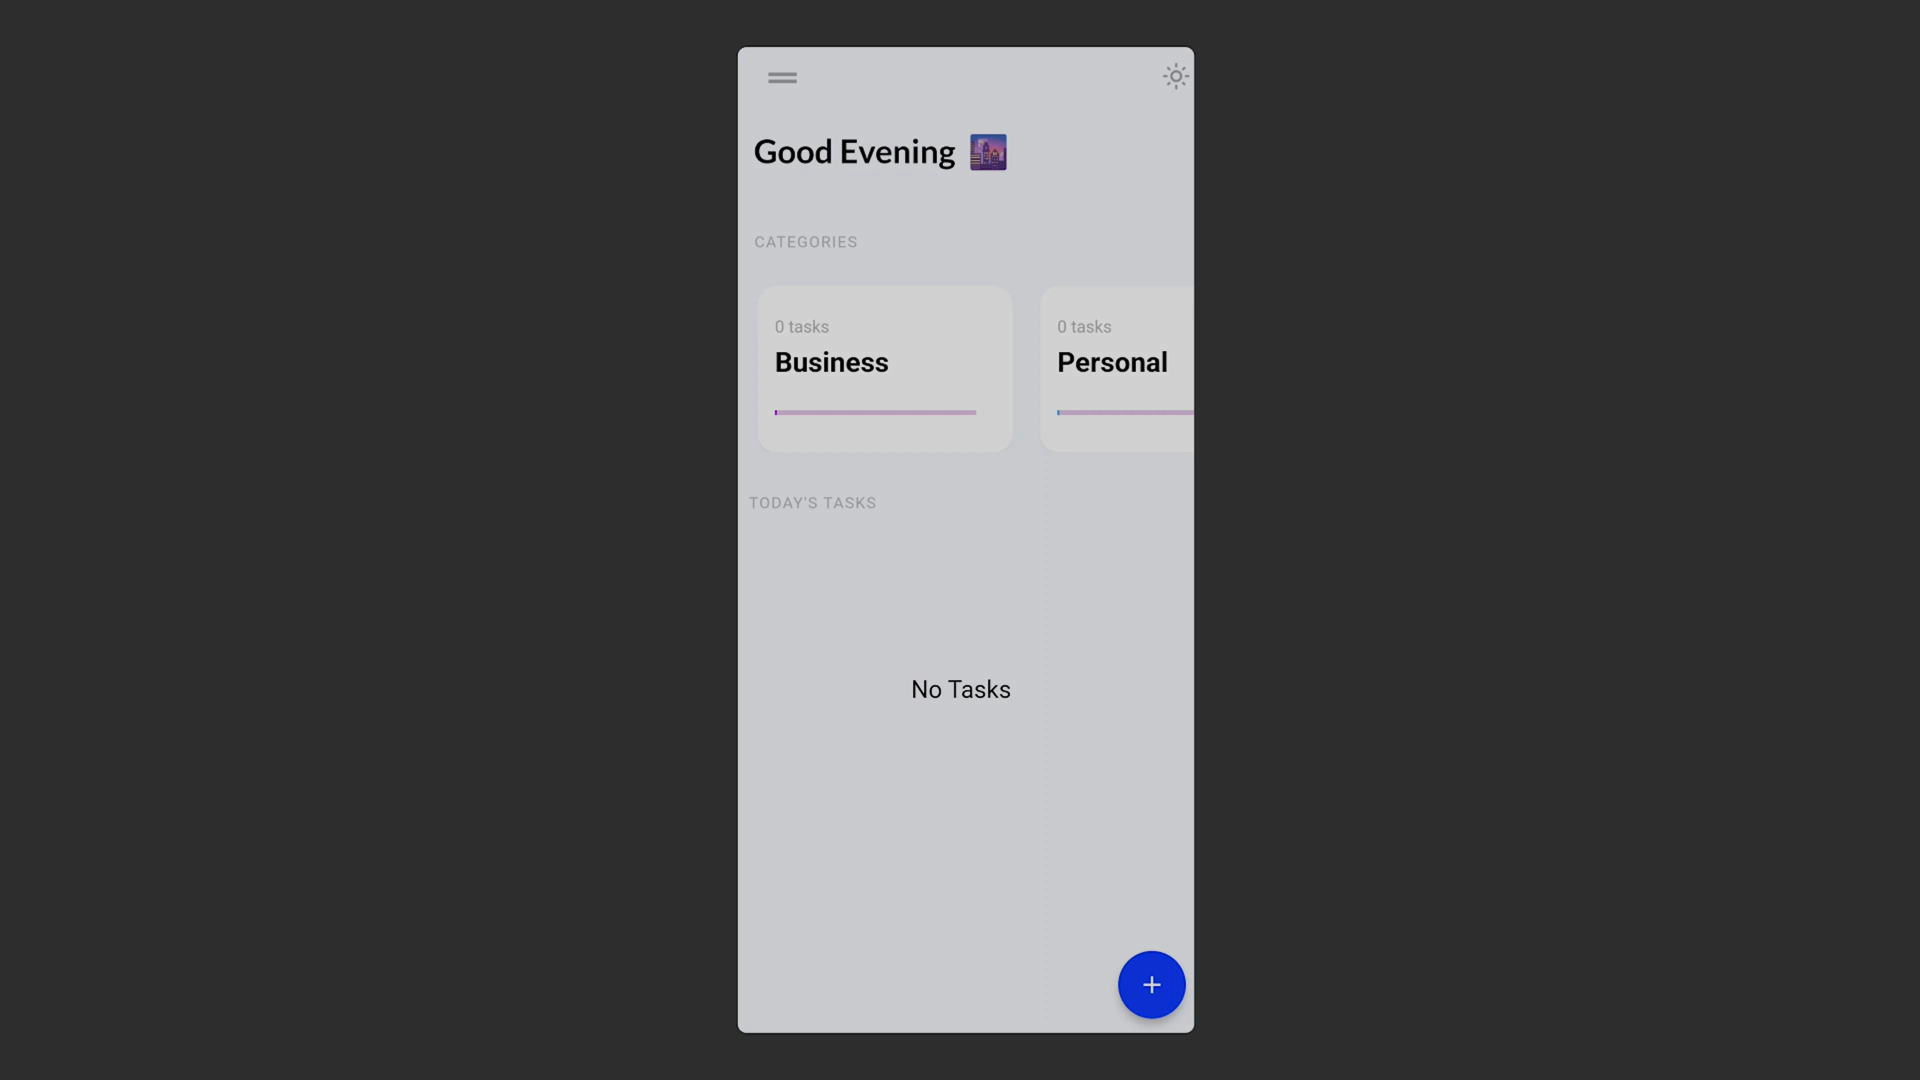 Good Evening 🌆
CATEGORIES
0 tasks
Business
0 tasks
Personal
TODAY'S TASKS
No Tasks
+